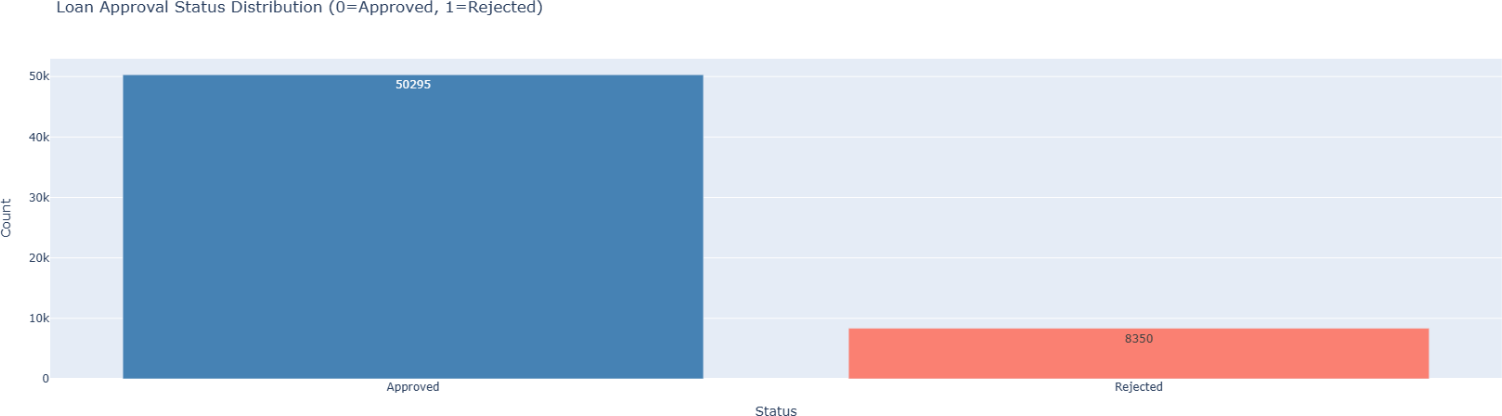 Loan Approval Status Distribution (0=Approved, 1=Rejected)
50k
40k
30k
20k
10k
0
Count
50295
8350
Approved
Rejected
Status